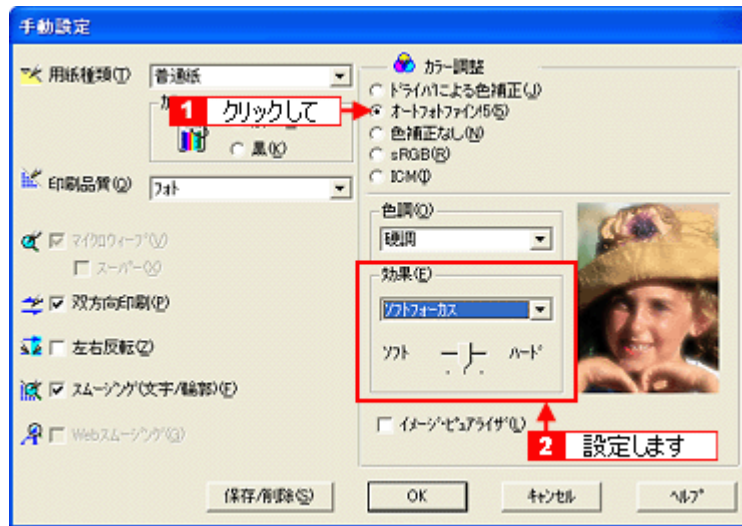 手動設定
用紙種類(T) 普通紙
1 クリックして
黒(K)
印刷品質(Q) フォト
マイクロウィーブ(V)
スーパー(X)
双方向印刷(P)
左右反転(Z)
スムージング(文字/輪郭)(F)
Webスムージング(G)
カラー調整
ドライバによる色補正(J)
オートフォトファイン!5(5)
色補正なし(N)
sRGB(R)
ICM(I)
色調(O)
硬調
効果(E)
ソフトフォーカス
ソフト ハード
イメージ・ピュアライザ(L)
2 設定します
保存/削除(S) OK キャンセル ヘルプ